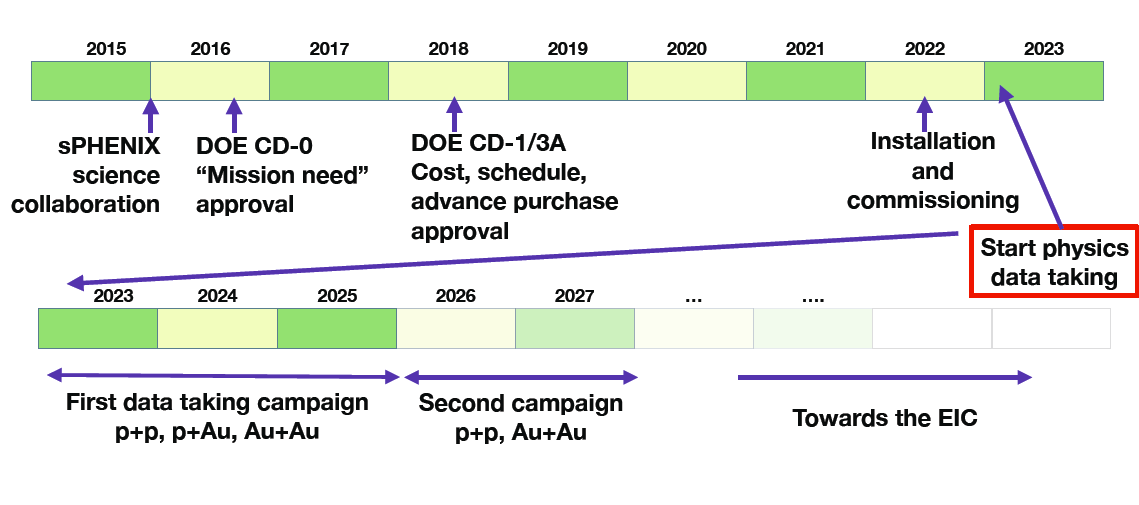 2015 2016 2017 2018 2019 2020 2021 2022 2023
sPHENIX
science
collaboration
DOE CD-0
“Mission need”
approval
DOE CD-1/3A
Cost, schedule,
advance purchase
approval
Installation
and
commissioning
Start physics
data taking
2023 2024 2025 2026 2027 ... ....
First data taking campaign
p+p, p+Au, Au+Au
Second campaign
p+p, Au+Au
Towards the EIC